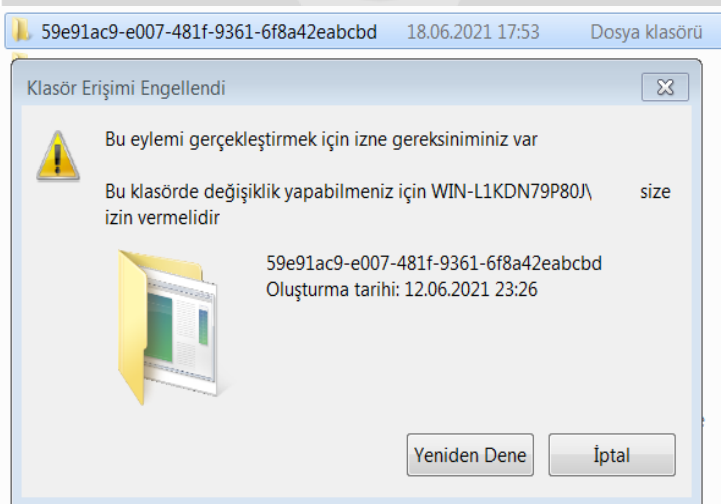 59e91ac9-e007-481f-9361-6f8a42eabcbd 18.06.2021 17:53 Dosya klasörü
Klasör Erişimi Engellendi
Bu eylemi gerçekleştirmek için izne gereksiniminiz var
Bu klasörde değişiklik yapabilmeniz için WIN-L1KDN79P80J\ size
izin vermelidir
59e91ac9-e007-481f-9361-6f8a42eabcbd
Oluşturma tarihi: 12.06.2021 23:26
Yeniden Dene İptal